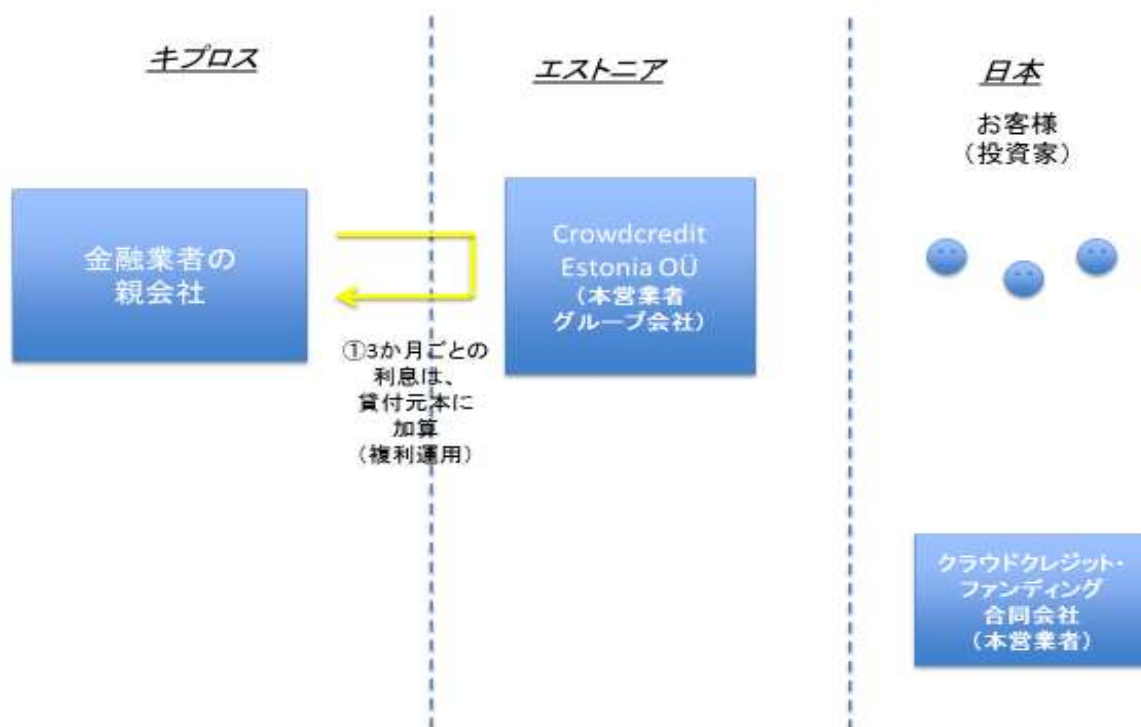 キプロス
エストニア
日本
お客様
（投資家）
金融業者の
親会社
Crowdcredit
Estonia OÜ
（本営業者
グループ会社）
①3か月ごとの
利息は、
貸付元本に
加算
（複利運用）
クラウドクレジット・
ファンディング
合同会社
（本営業者）